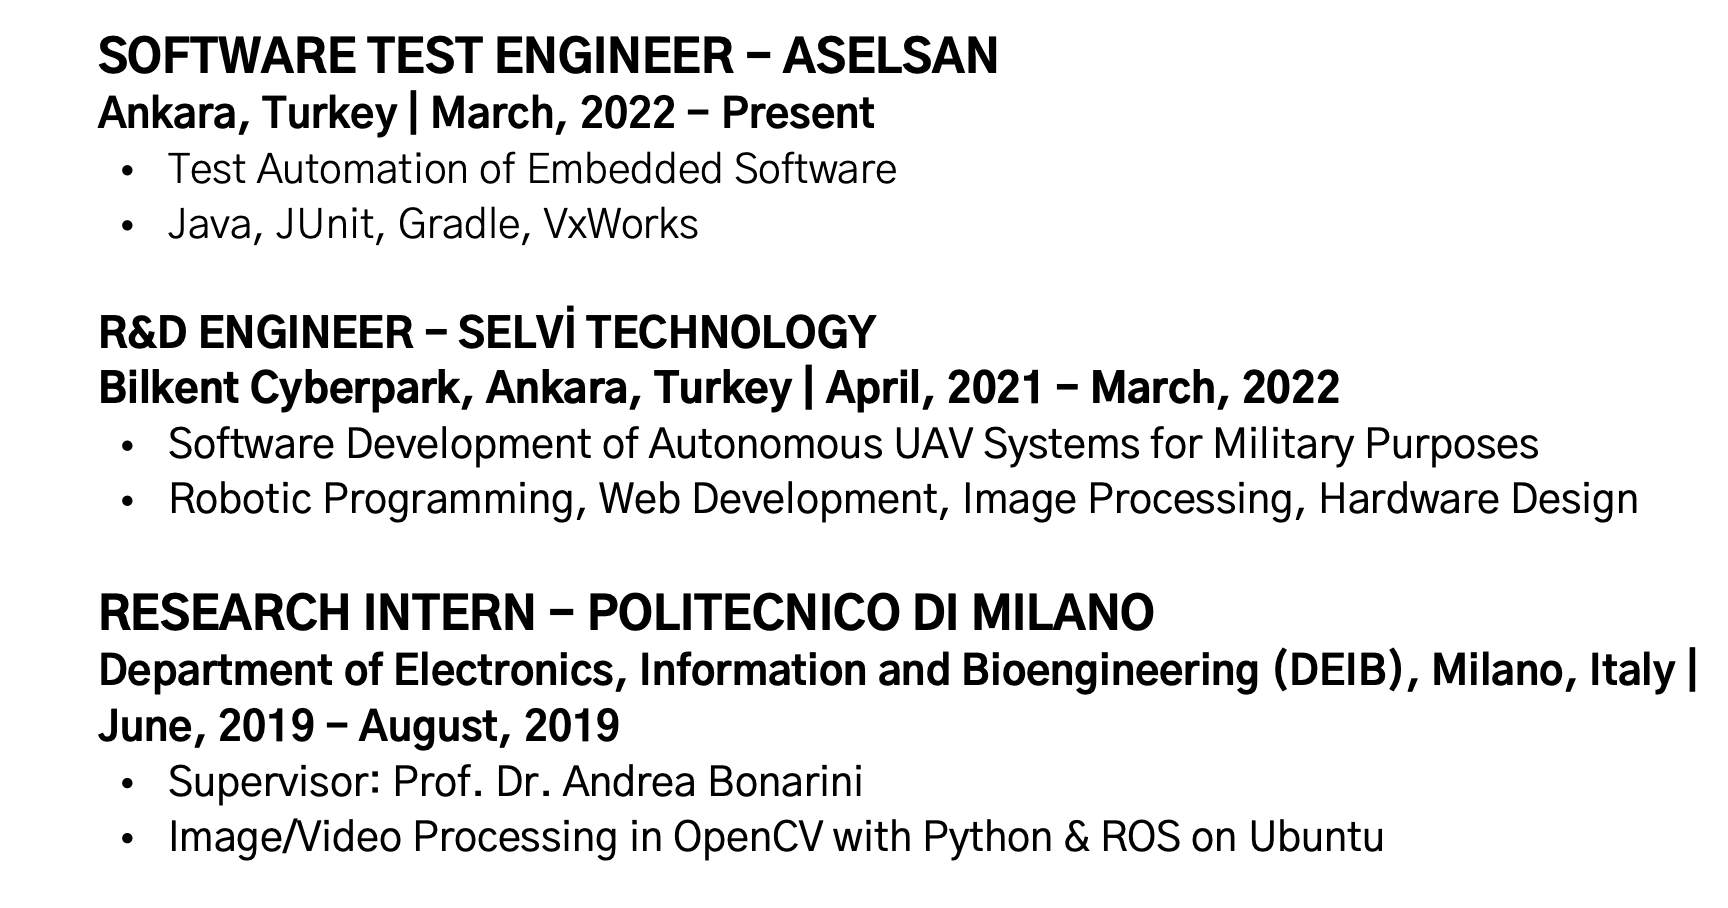 SOFTWARE TEST ENGINEER – ASELSAN
Ankara, Turkey | March, 2022 – Present
• Test Automation of Embedded Software
• Java, JUnit, Gradle, VxWorks
R&D ENGINEER – SELVİ TECHNOLOGY
Bilkent Cyberpark, Ankara, Turkey | April, 2021 – March, 2022
• Software Development of Autonomous UAV Systems for Military Purposes
• Robotic Programming, Web Development, Image Processing, Hardware Design
RESEARCH INTERN – POLITECNICO DI MILANO
Department of Electronics, Information and Bioengineering (DEIB), Milano, Italy |
June, 2019 – August, 2019
• Supervisor: Prof. Dr. Andrea Bonarini
• Image/Video Processing in OpenCV with Python & ROS on Ubuntu